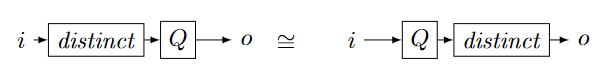 i distinct Q o ≅ i Q distinct o